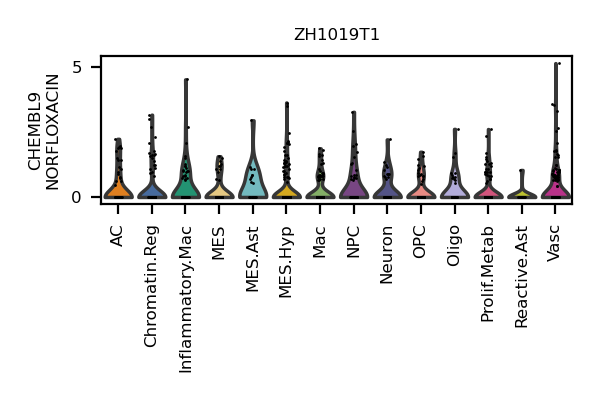 ZH1019T1
CHEMBL9
NORFLOXACIN
5
0
AC
Chromatin.Reg
Inflammatory.Mac
MES
MES.Ast
MES.Hyp
Mac
NPC
Neuron
OPC
Oligo
Prolif.Metab
Reactive.Ast
Vasc